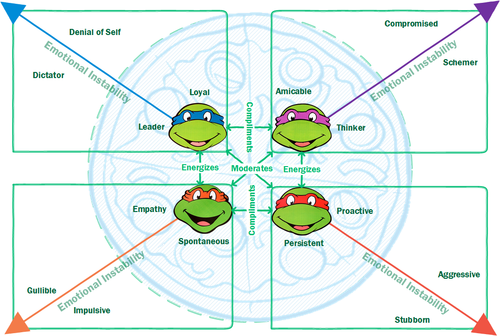 Denial of Self
Emotional Instability
Dictator
Loyal
Leader
Compromised
Emotional Instability
Schemer
Amicable
Thinker
Compliments
Energizes
Moderates
Energizes
Compliments
Empathy
Spontaneous
Emotional Instability
Gullible
Impulsive
Proactive
Persistent
Emotional Instability
Aggressive
Stubborn